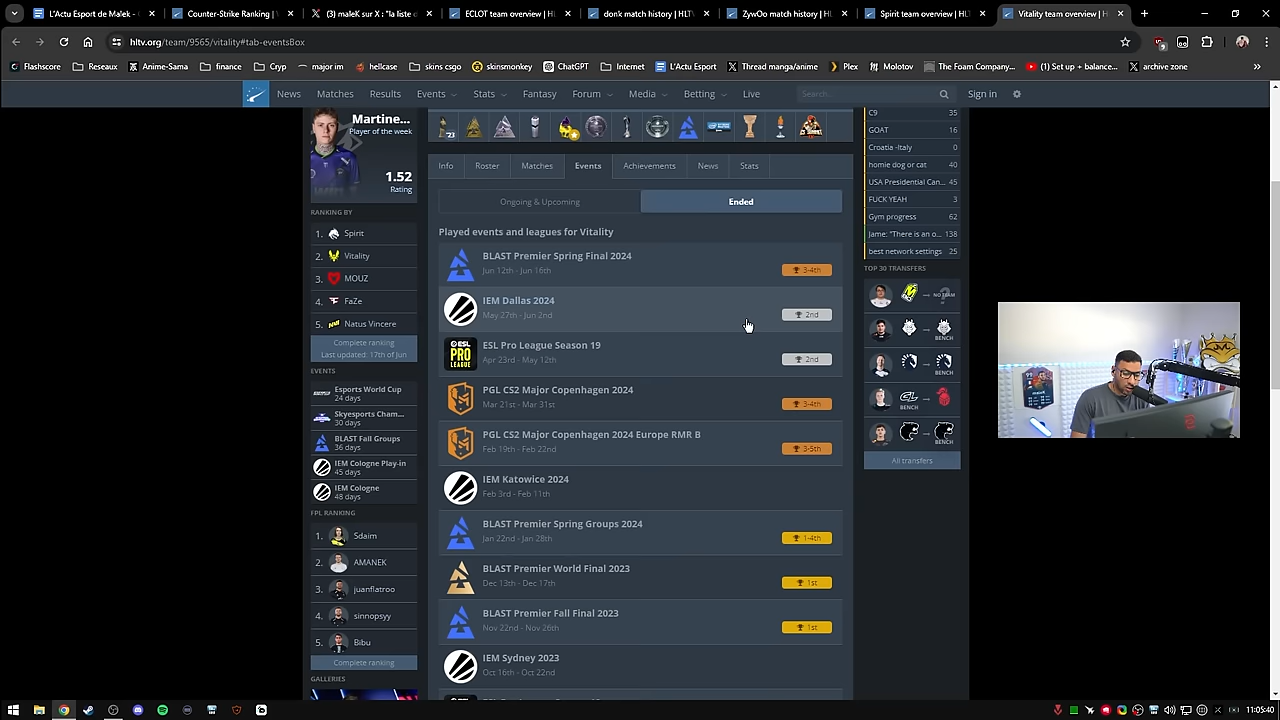 L'Actu Esport de Malek - 
Counter-Strike Ranking | 
(3) maleK sur X : "la liste 
ECLOT team overview | H
donk match history | HLT
ZywOo match history | HL
Spirit team overview | HL
Vitality team overview | H
hltv.org/team/9565/vitality#tab-eventsBox
Flashscore
Reseaux
Anime-Sama
finance
Cryp
major im
hellcase
skins csgo
skinsmonkey
ChatGPT
Internet
L'Actu Esport
Thread manga/anime
Plex
Molotov
The Foam Company...
(1) Set up + balance...
archive zone
News
Matches
Results
Events
Stats
Fantasy
Forum
Media
Betting
Live
Search...
Sign in
Martine...
Player of the week
1.52
Rating
RANKING BY
1. Spirit
2. Vitality
3. MOUZ
4. FaZe
5. Natus Vincere
Complete ranking
Last updated: 17th of Jun
EVENTS
Esports World Cup
24 days
Skyesports Cham...
30 days
BLAST Fall Groups
36 days
IEM Cologne Play-in
45 days
IEM Cologne
48 days
FPL RANKING
1. Sdaim
2. AMANEK
3. juanflatroo
4. sinnopsyy
5. Bibu
Complete ranking
GALLERIES
23
Info
Roster
Matches
Events
Achievements
News
Stats
Ongoing & Upcoming
Ended
Played events and leagues for Vitality
BLAST Premier Spring Final 2024
Jun 12th - Jun 16th
3-4th
IEM Dallas 2024
May 27th - Jun 2nd
2nd
ESL Pro League Season 19
Apr 23rd - May 12th
2nd
PGL CS2 Major Copenhagen 2024
Mar 21st - Mar 31st
3-4th
PGL CS2 Major Copenhagen 2024 Europe RMR B
Feb 19th - Feb 22nd
3-5th
IEM Katowice 2024
Feb 3rd - Feb 11th
BLAST Premier Spring Groups 2024
Jan 22nd - Jan 28th
1-4th
BLAST Premier World Final 2023
Dec 13th - Dec 17th
1st
BLAST Premier Fall Final 2023
Nov 22nd - Nov 26th
1st
IEM Sydney 2023
Oct 16th - Oct 22nd
C9 35
GOAT 16
Croatia -Italy 0
homie dog or cat 40
USA Presidential Can... 45
FUCK YEAH 3
Gym progress 62
Jame: "There is an o... 138
best network settings 25
TOP 30 TRANSFERS
NO TEAM
BENCH
BENCH
BENCH
BENCH
All transfers
11:05:40